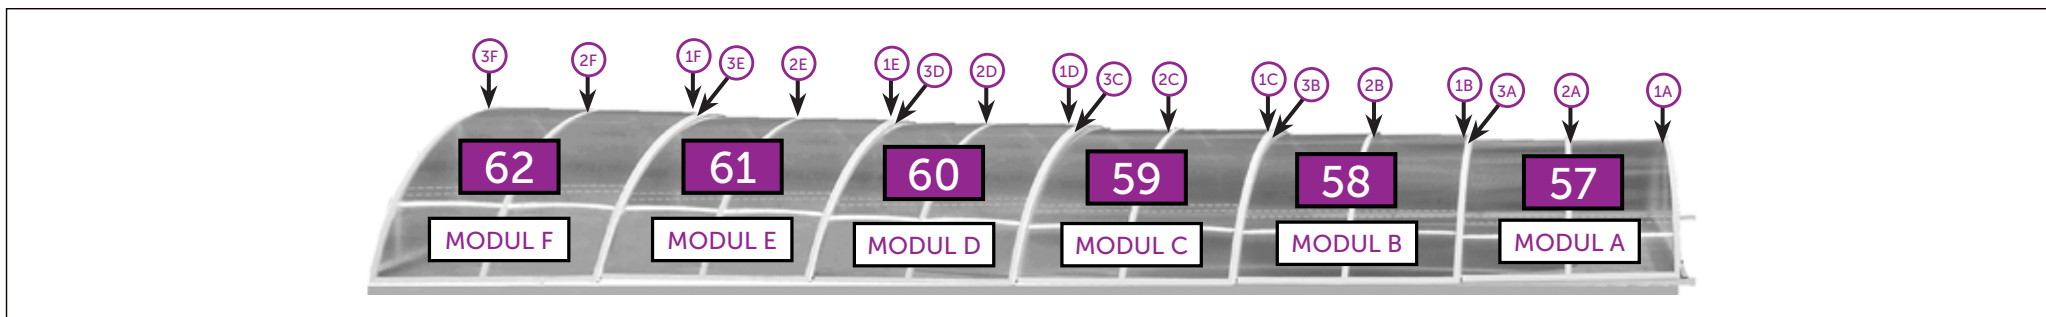 3F 2F 1F 3E 2E 1E 3D 2D 1D 3C 2C 1C 3B 2B 1B 3A 2A 1A
62 61 60 59 58 57
MODUL F MODUL E MODUL D MODUL C MODUL B MODUL A